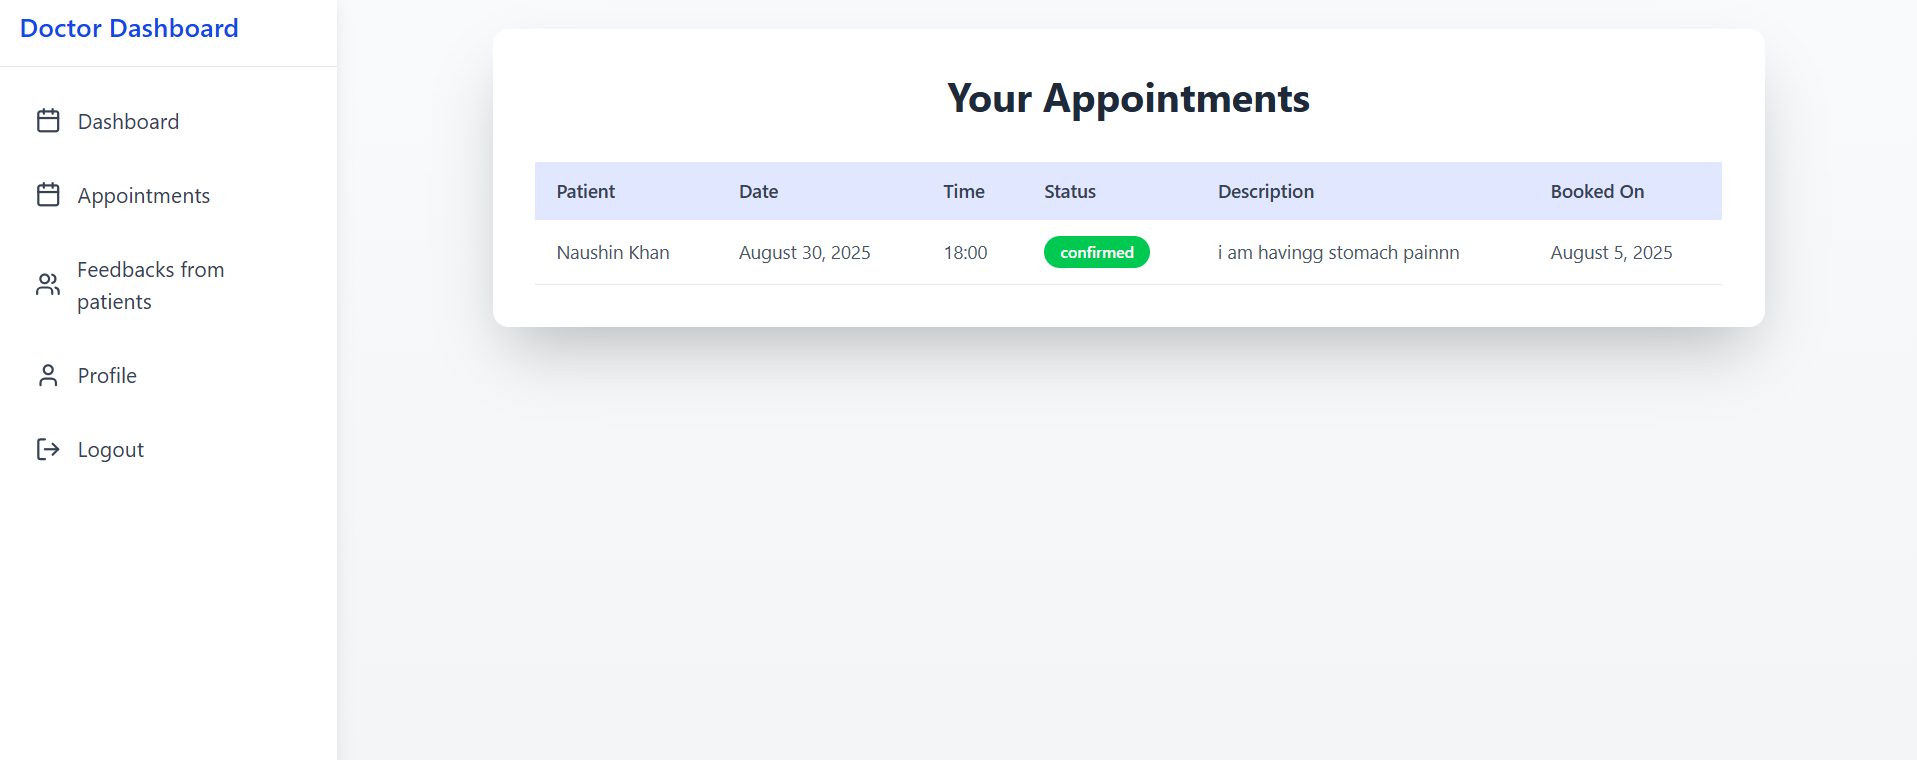 Doctor Dashboard
Dashboard
Appointments
Feedbacks from
patients
Profile
Logout
Your Appointments
Patient Date Time Status Description Booked On
Naushin Khan August 30, 2025 18:00 confirmed i am havingg stomach painnn August 5, 2025